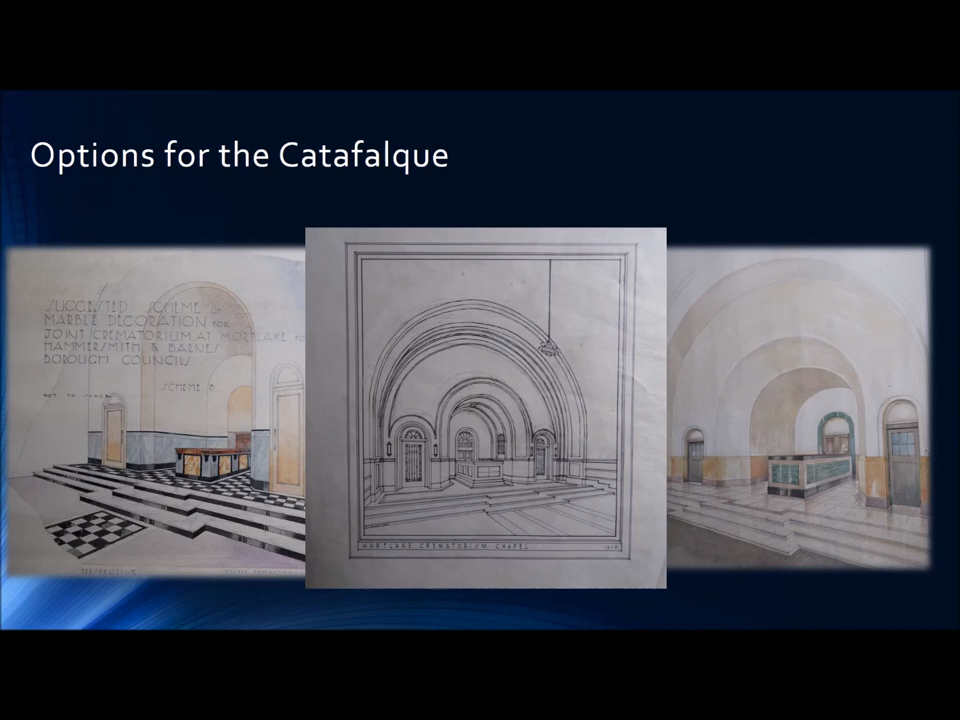 Options for the Catafalque
SUGGESTED SCHEME OF
MARBLE DECORATION FOR
JOINT CREMATORIUM AT MORTLAKE FOR
HAMMERSMITH & BARNES
BOROUGH COUNCILS
SCHEME B
NOT TO SCALE
PERSPECTIVE
MORTLAKE CREMATORIUM CHAPEL